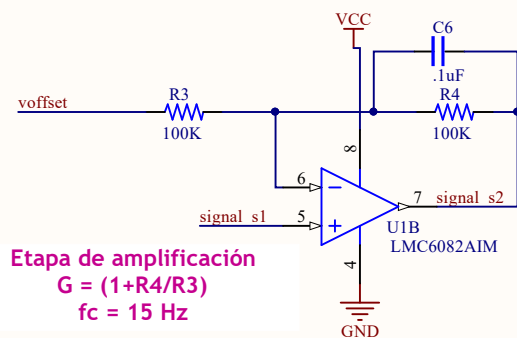 VCC
C6
.1uF
voffset
R3
100K
R4
100K
8
6
signal_s1
5
7
signal_s2
U1B
LMC6082AIM
4
GND
Etapa de amplificación
G = (1+R4/R3)
fc = 15 Hz